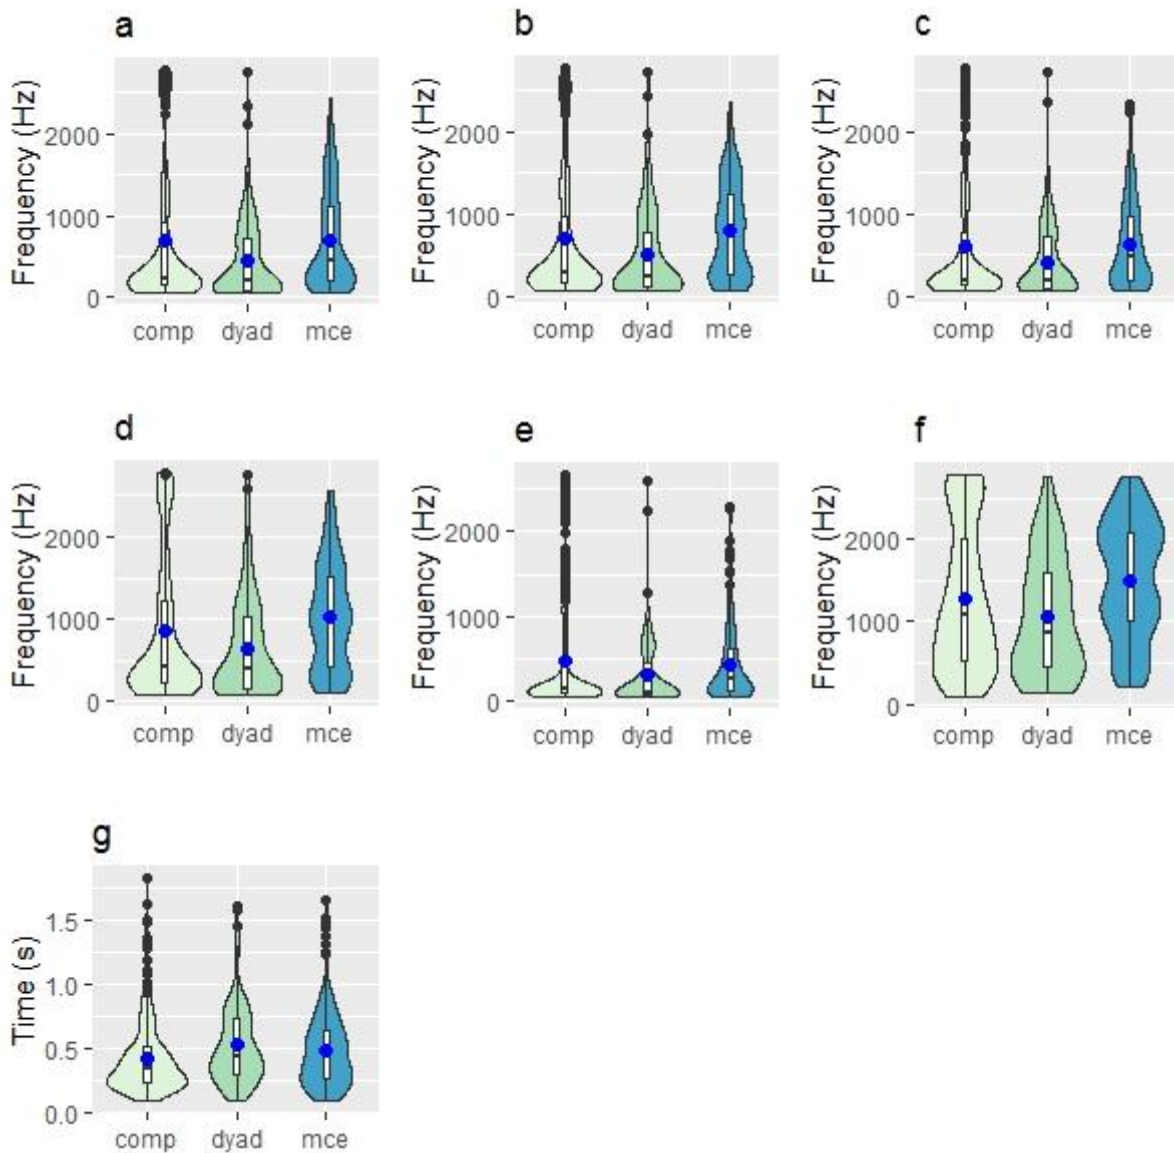 a
b
c
Frequency (Hz)
2000
1000
0
comp dyad mce
Frequency (Hz)
2000
1000
0
comp dyad mce
Frequency (Hz)
2000
1000
0
comp dyad mce
d
e
f
Frequency (Hz)
2000
1000
0
comp dyad mce
Frequency (Hz)
2000
1000
0
comp dyad mce
Frequency (Hz)
2000
1000
0
comp dyad mce
g
Time (s)
1.5
1.0
0.5
0.0
comp dyad mce